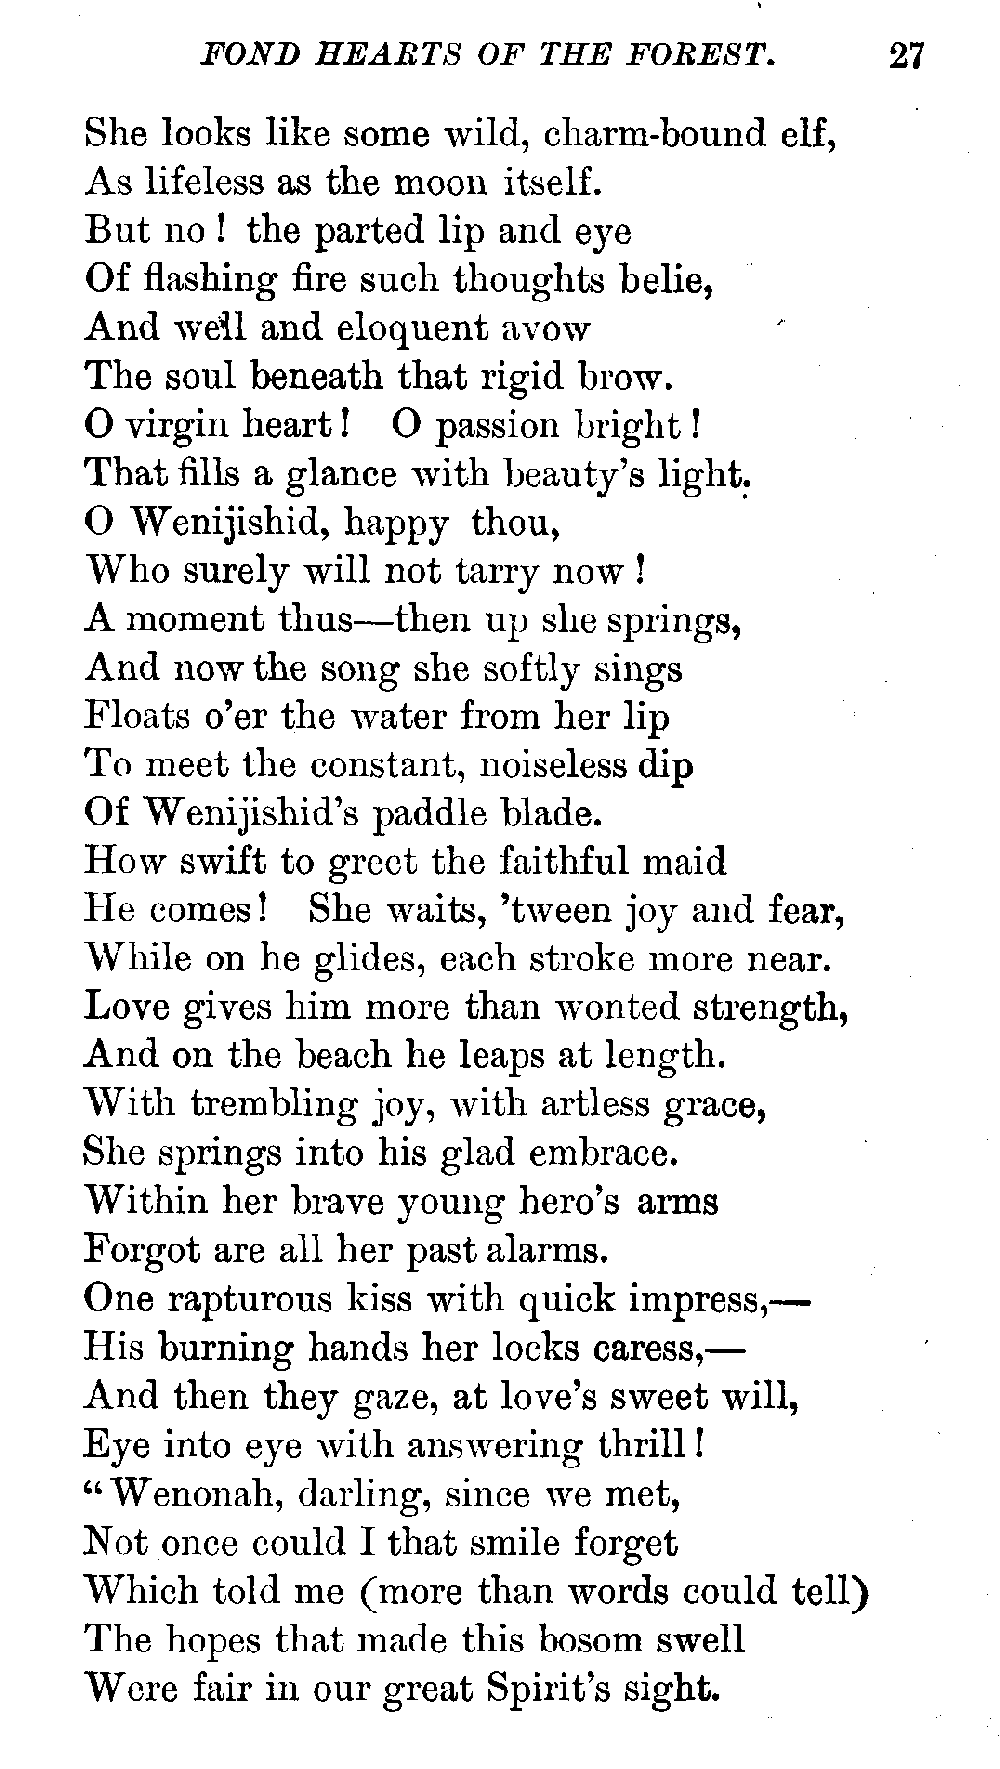 FOND HEARTS OF THE FOREST. 27
She looks like some wild, charm-bound elf,
As lifeless as the moon itself.
But no! the parted lip and eye
Of flashing fire such thoughts belie,
And well and eloquent avow
The soul beneath that rigid brow.
O virgin heart! O passion bright!
That fills a glance with beauty's light.
O Wenijishid, happy thou,
Who surely will not tarry now!
A moment thus—then up she springs,
And now the song she softly sings
Floats o'er the water from her lip
To meet the constant, noiseless dip
Of Wenijishid's paddle blade.
How swift to greet the faithful maid
He comes! She waits, 'tween joy and fear,
While on he glides, each stroke more near.
Love gives him more than wonted strength,
And on the beach he leaps at length.
With trembling joy, with artless grace,
She springs into his glad embrace.
Within her brave young hero's arms
Forgot are all her past alarms.
One rapturous kiss with quick impress,—
His burning hands her locks caress,—
And then they gaze, at love's sweet will,
Eye into eye with answering thrill!
“Wenonah, darling, since we met,
Not once could I that smile forget
Which told me (more than words could tell)
The hopes that made this bosom swell
Were fair in our great Spirit's sight.